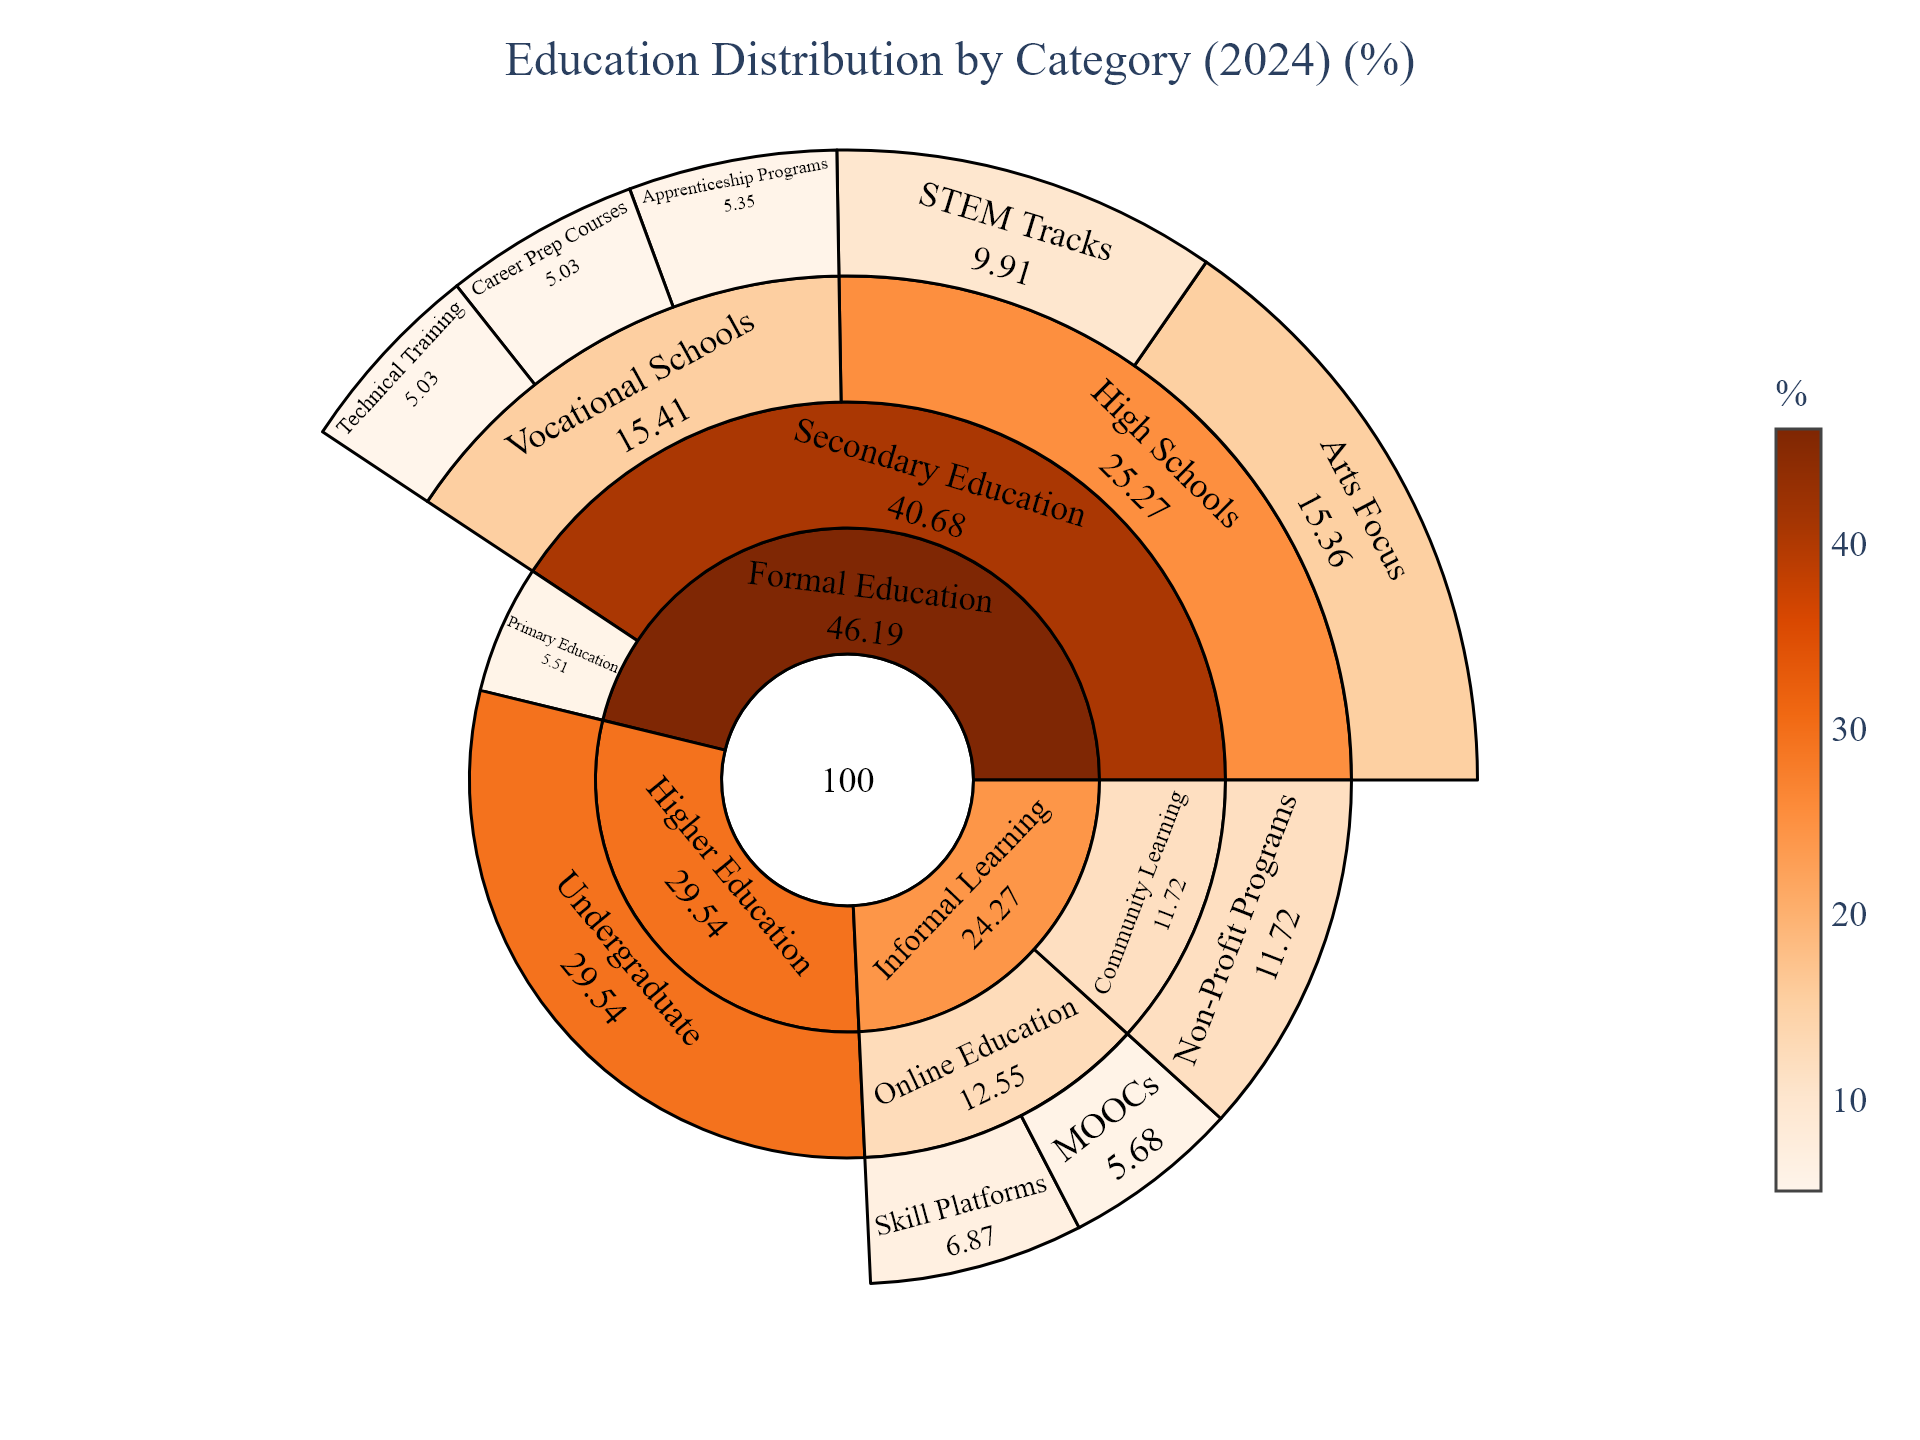 Education Distribution by Category (2024) (%)
Apprenticeship Programs
5.35
Career Prep Courses
5.03
Technical Training
5.03
STEM Tracks
9.91
Arts Focus
15.36
Vocational Schools
15.41
High Schools
25.27
Secondary Education
40.68
Formal Education
46.19
Primary Education
5.51
100
Higher Education
29.54
Undergraduate
29.54
Informal Learning
24.27
Community Learning
11.72
Non-Profit Programs
11.72
Online Education
12.55
MOOCs
5.68
Skill Platforms
6.87
%
40
30
20
10